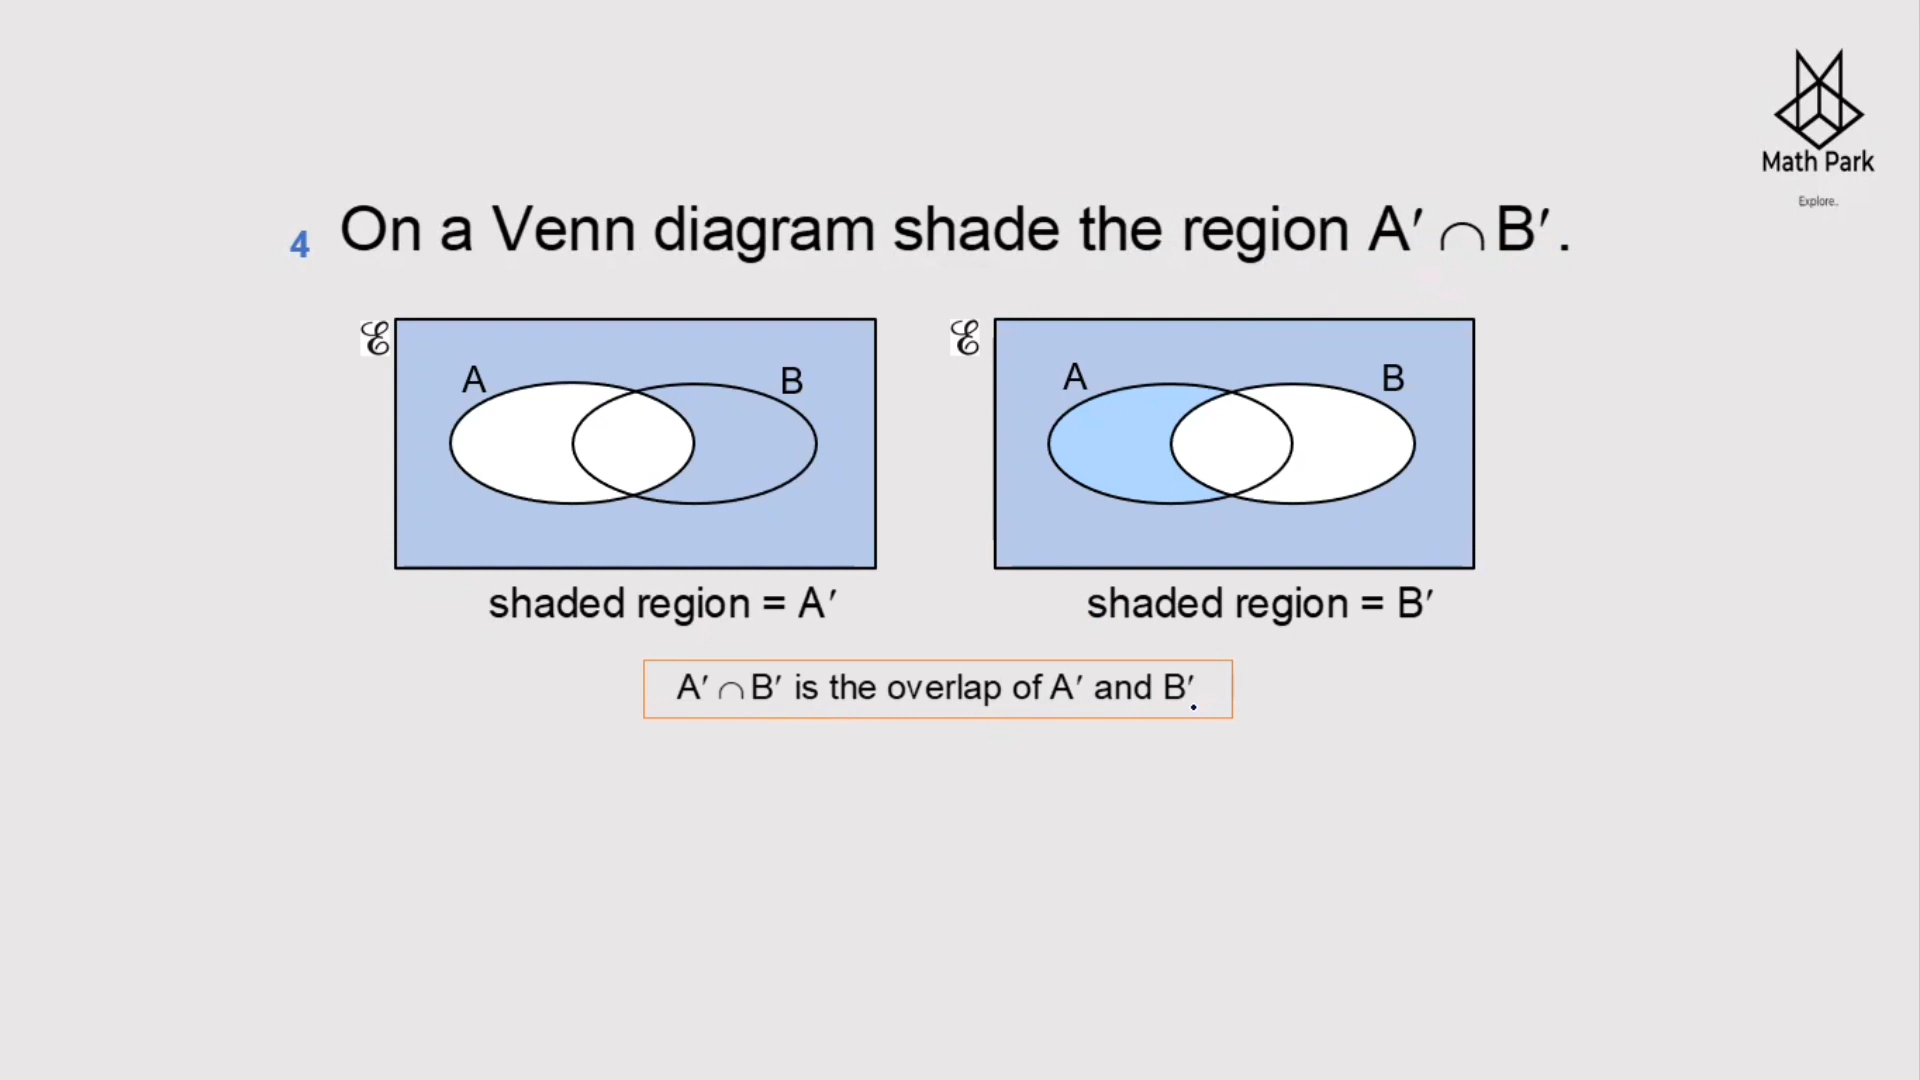 Math Park
Explore..
4 On a Venn diagram shade the region A′ ∩ B′.
ℰ A B
ℰ A B
shaded region = A′
shaded region = B′
A′ ∩ B′ is the overlap of A′ and B′